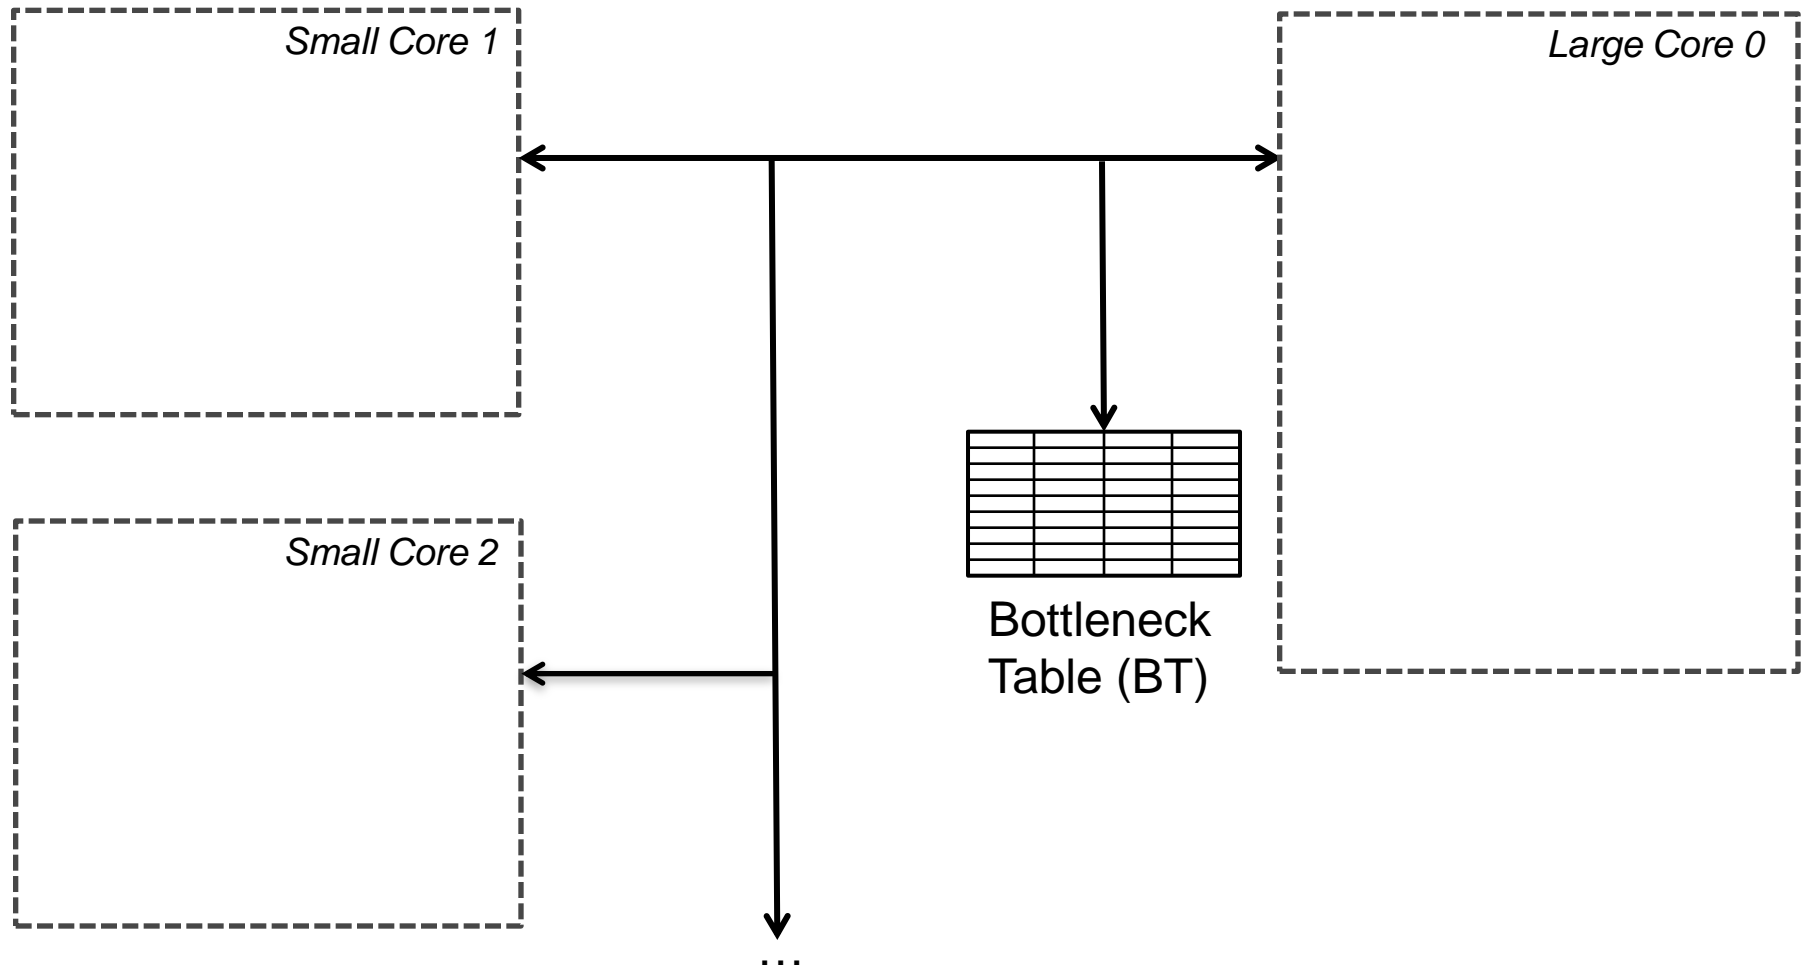 Small Core 1
Large Core 0
Small Core 2
Bottleneck
Table (BT)
...